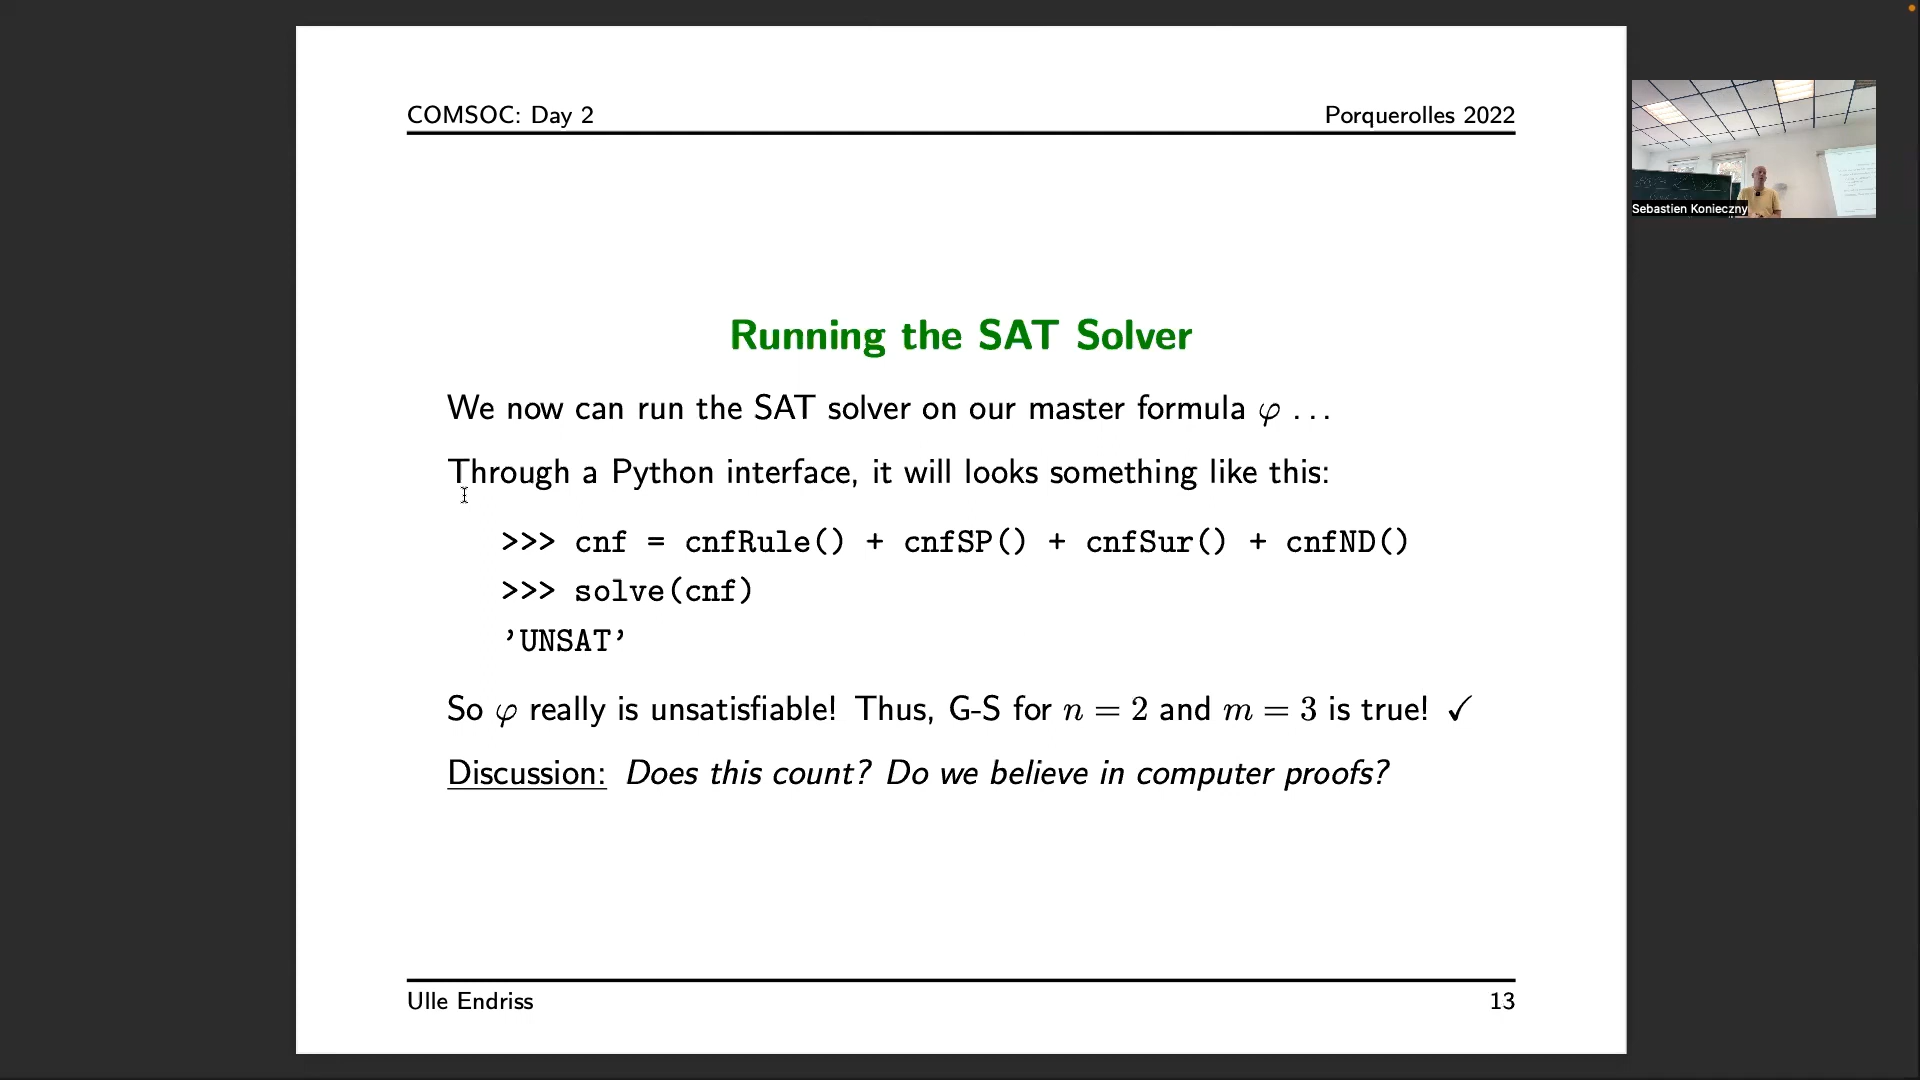 COMSOC: Day 2
Porquerolles 2022
Sebastien Konieczny
Running the SAT Solver
We now can run the SAT solver on our master formula φ ...
Through a Python interface, it will looks something like this:
>>> cnf = cnfRule() + cnfSP() + cnfSur() + cnfND()
>>> solve(cnf)
’UNSAT’
So φ really is unsatisfiable! Thus, G-S for n = 2 and m = 3 is true! ✓
Discussion: Does this count? Do we believe in computer proofs?
Ulle Endriss
13